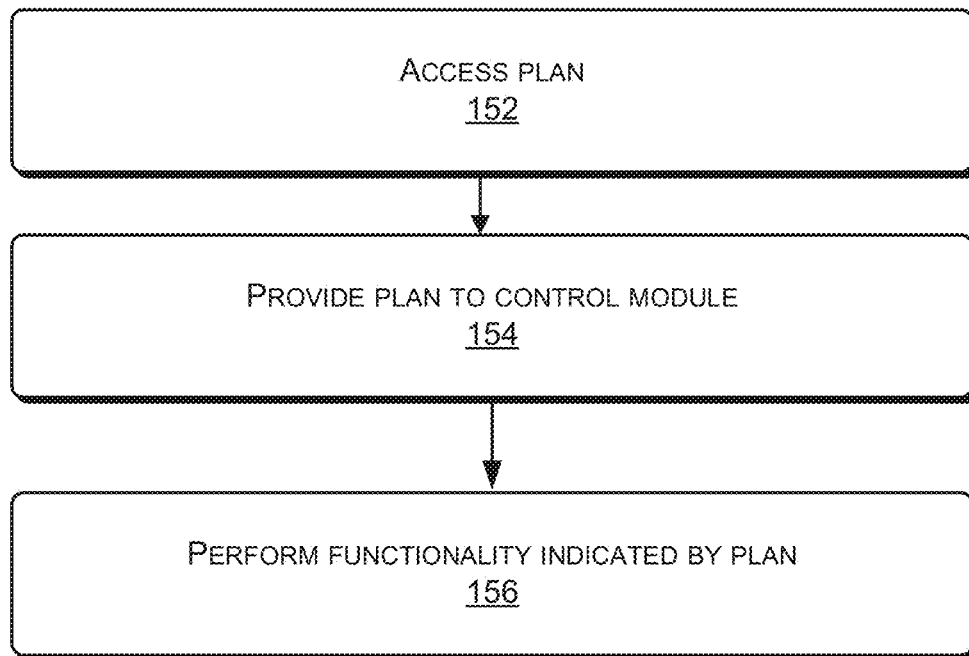 ACCESS PLAN
152
PROVIDE PLAN TO CONTROL MODULE
154
PERFORM FUNCTIONALITY INDICATED BY PLAN
156